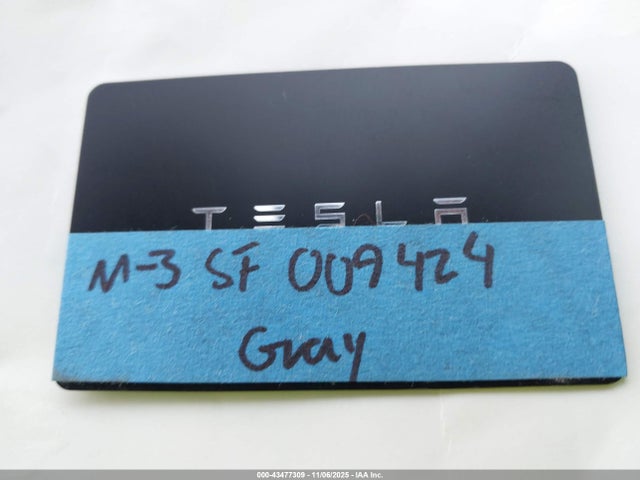 TESLA
M-3 SF 009424
Gray
000-43477309 - 11/06/2025 - IAA Inc.